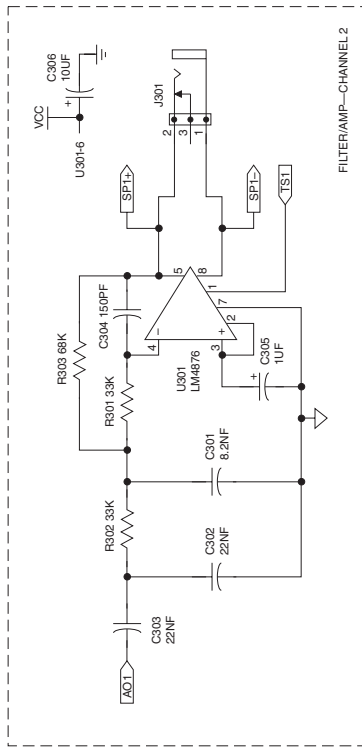 VCC
C306
10UF
+
U301-6
J301
2
3
1
SP1+
SP1–
TS1
R303 68K
C304 150PF
R301 33K
R302 33K
4
–
5
8
3
+
1
2
7
U301
LM4876
C305
1UF
+
C301
8.2NF
C302
22NF
C303
22NF
AO1
FILTER/AMP—CHANNEL 2